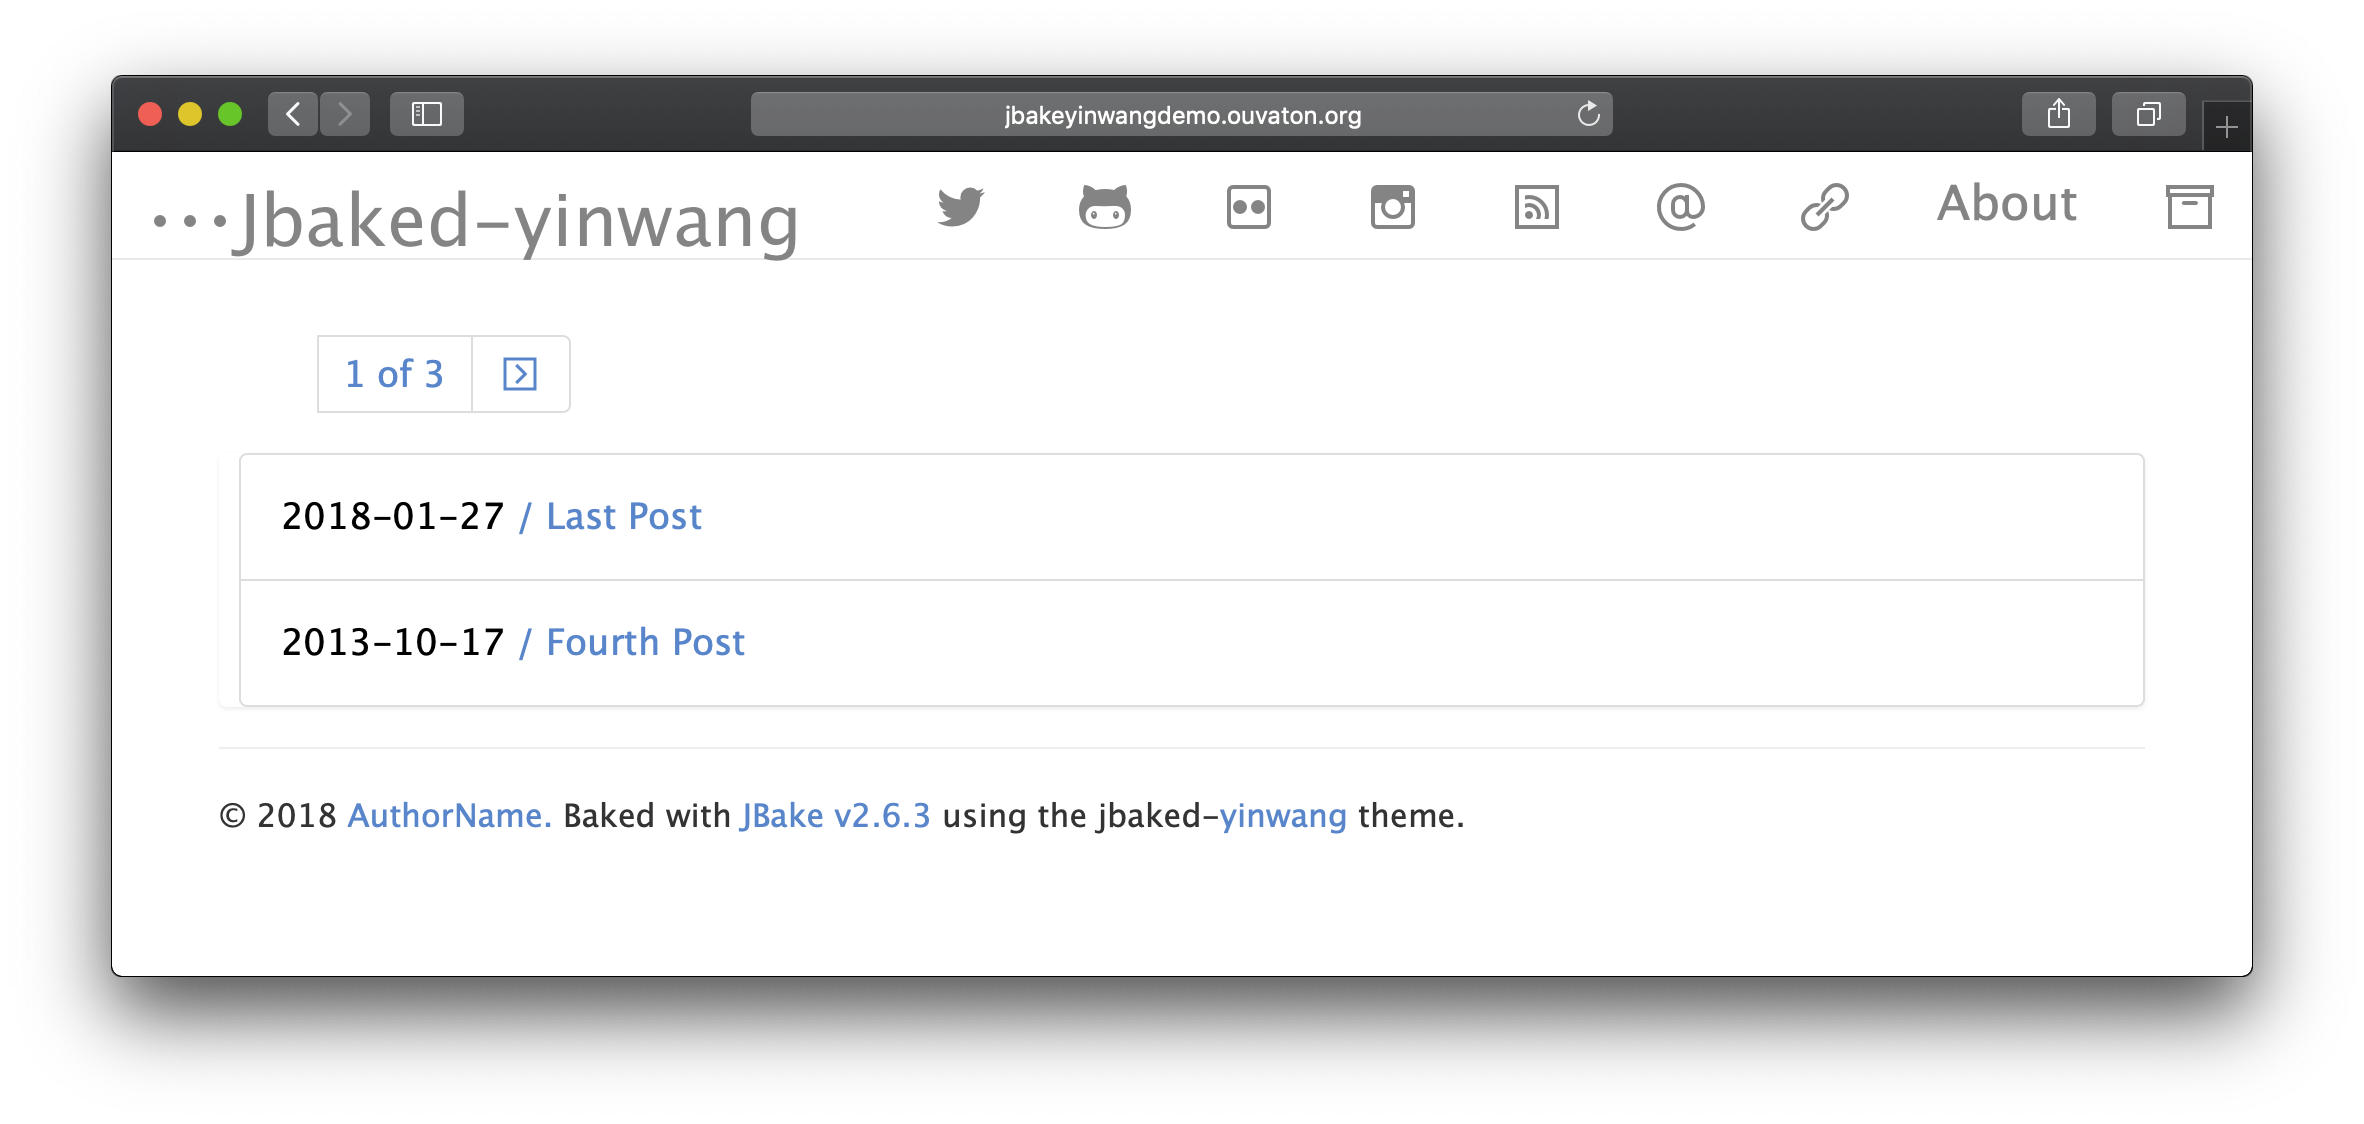 jbakeyinwangdemo.ouvaton.org
···Jbaked-yinwang About
1 of 3
2018-01-27 / Last Post
2013-10-17 / Fourth Post
© 2018 AuthorName. Baked with JBake v2.6.3 using the jbaked-yinwang theme.